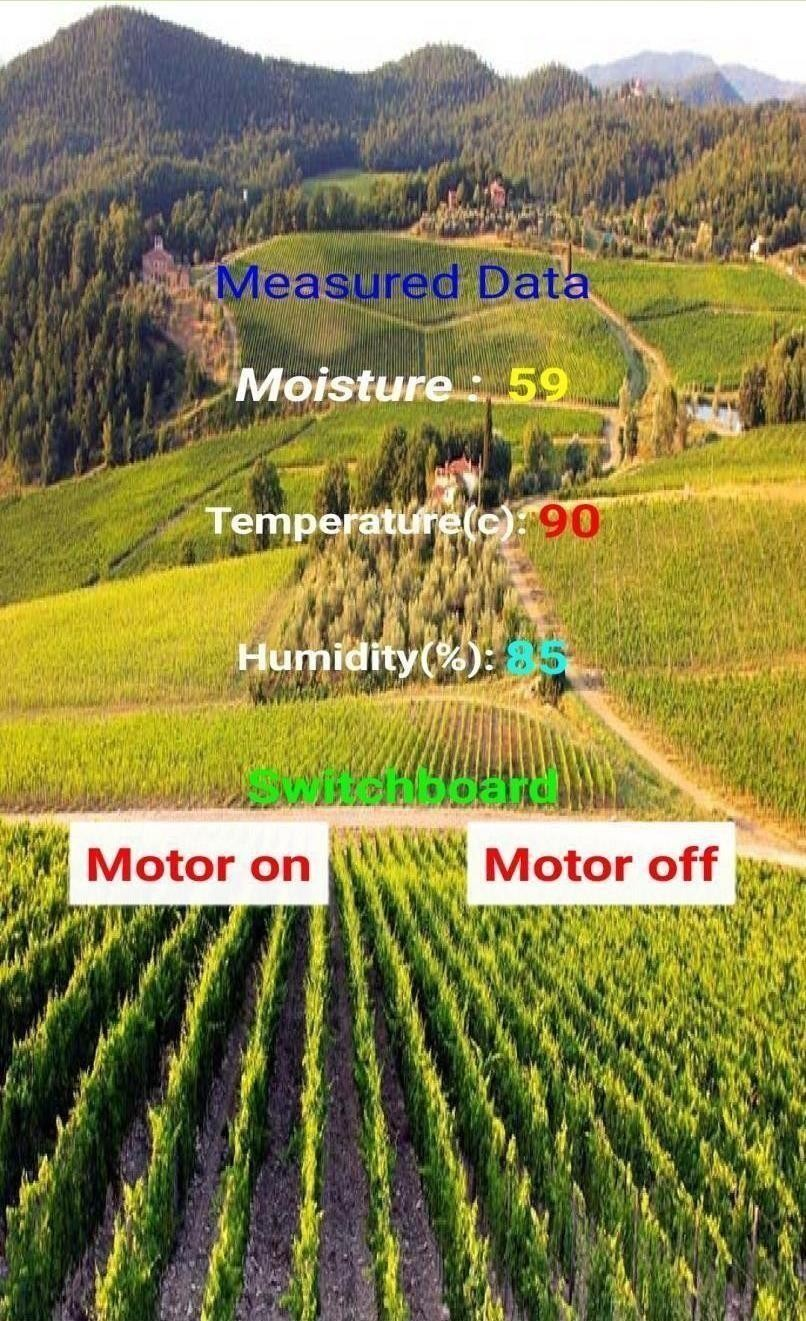 Measured Data
Moisture : 59
Temperature(c): 90
Humidity(%): 85
Switchboard
Motor on Motor off